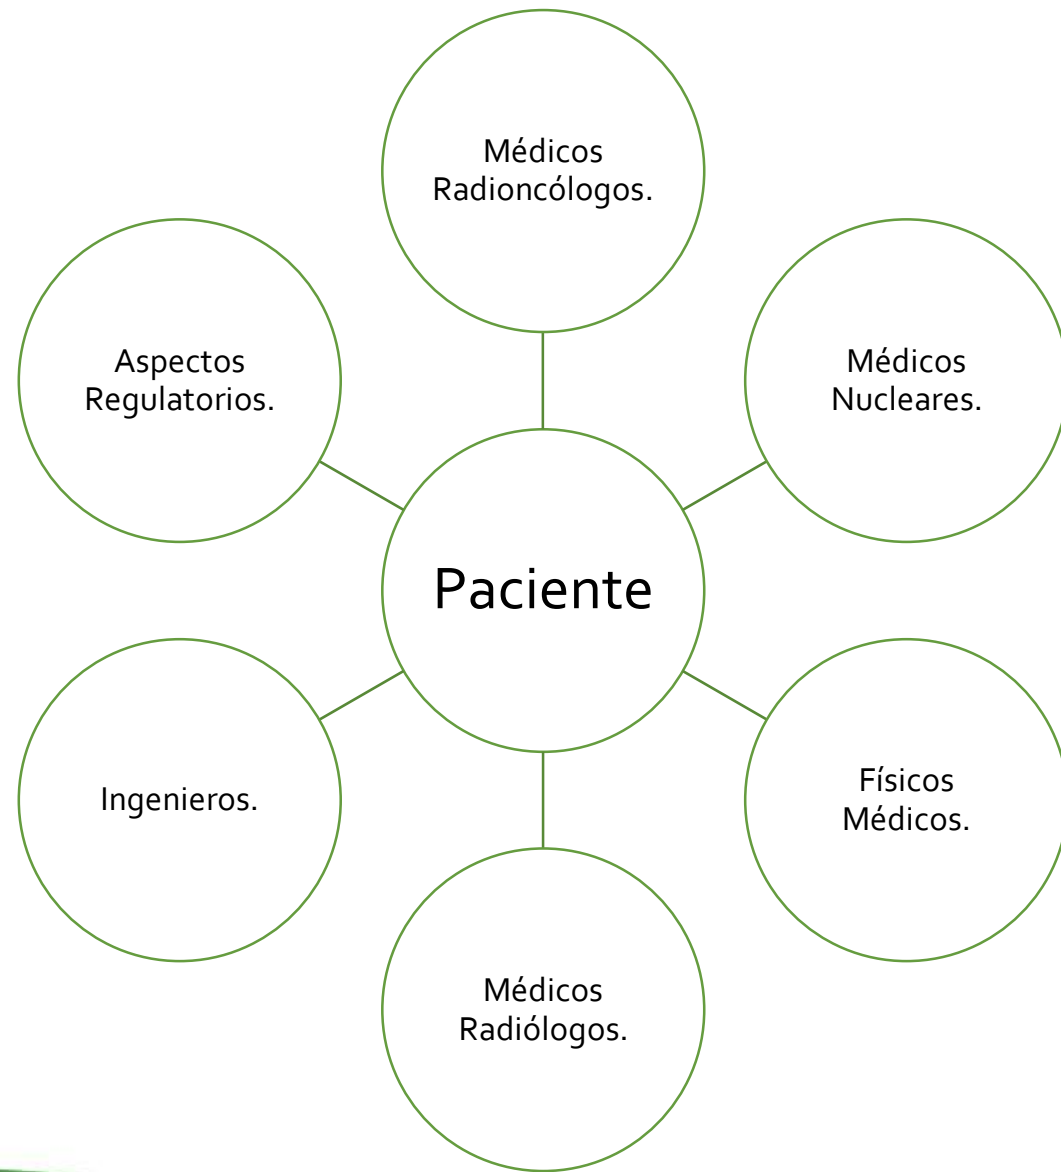 Médicos
Radioncólogos.
Aspectos
Regulatorios.
Médicos
Nucleares.
Paciente
Ingenieros.
Físicos
Médicos.
Médicos
Radiólogos.